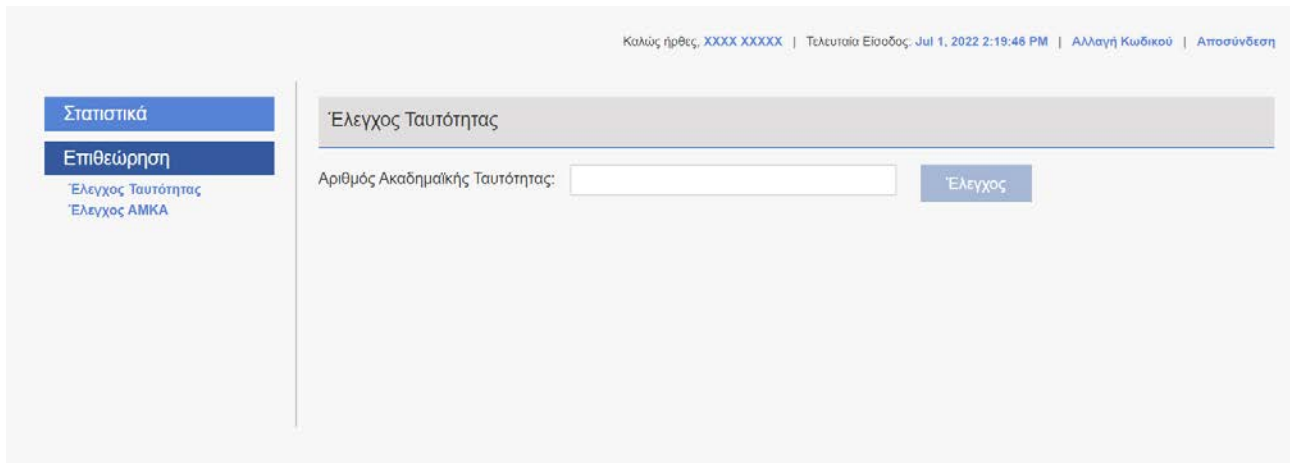 Καλώς ήρθες, XXXX XXXXX | Τελευταία Είσοδος: Jul 1, 2022 2:19:46 PM | Αλλαγή Κωδικού | Αποσύνδεση
Στατιστικά
Επιθεώρηση
Έλεγχος Ταυτότητας
Έλεγχος ΑΜΚΑ
Έλεγχος Ταυτότητας
Αριθμός Ακαδημαϊκής Ταυτότητας:
Έλεγχος